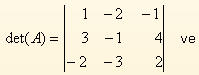 det(A) = | 1 -2 -1 |
| 3 -1 4 | ve
| -2 -3 2 |